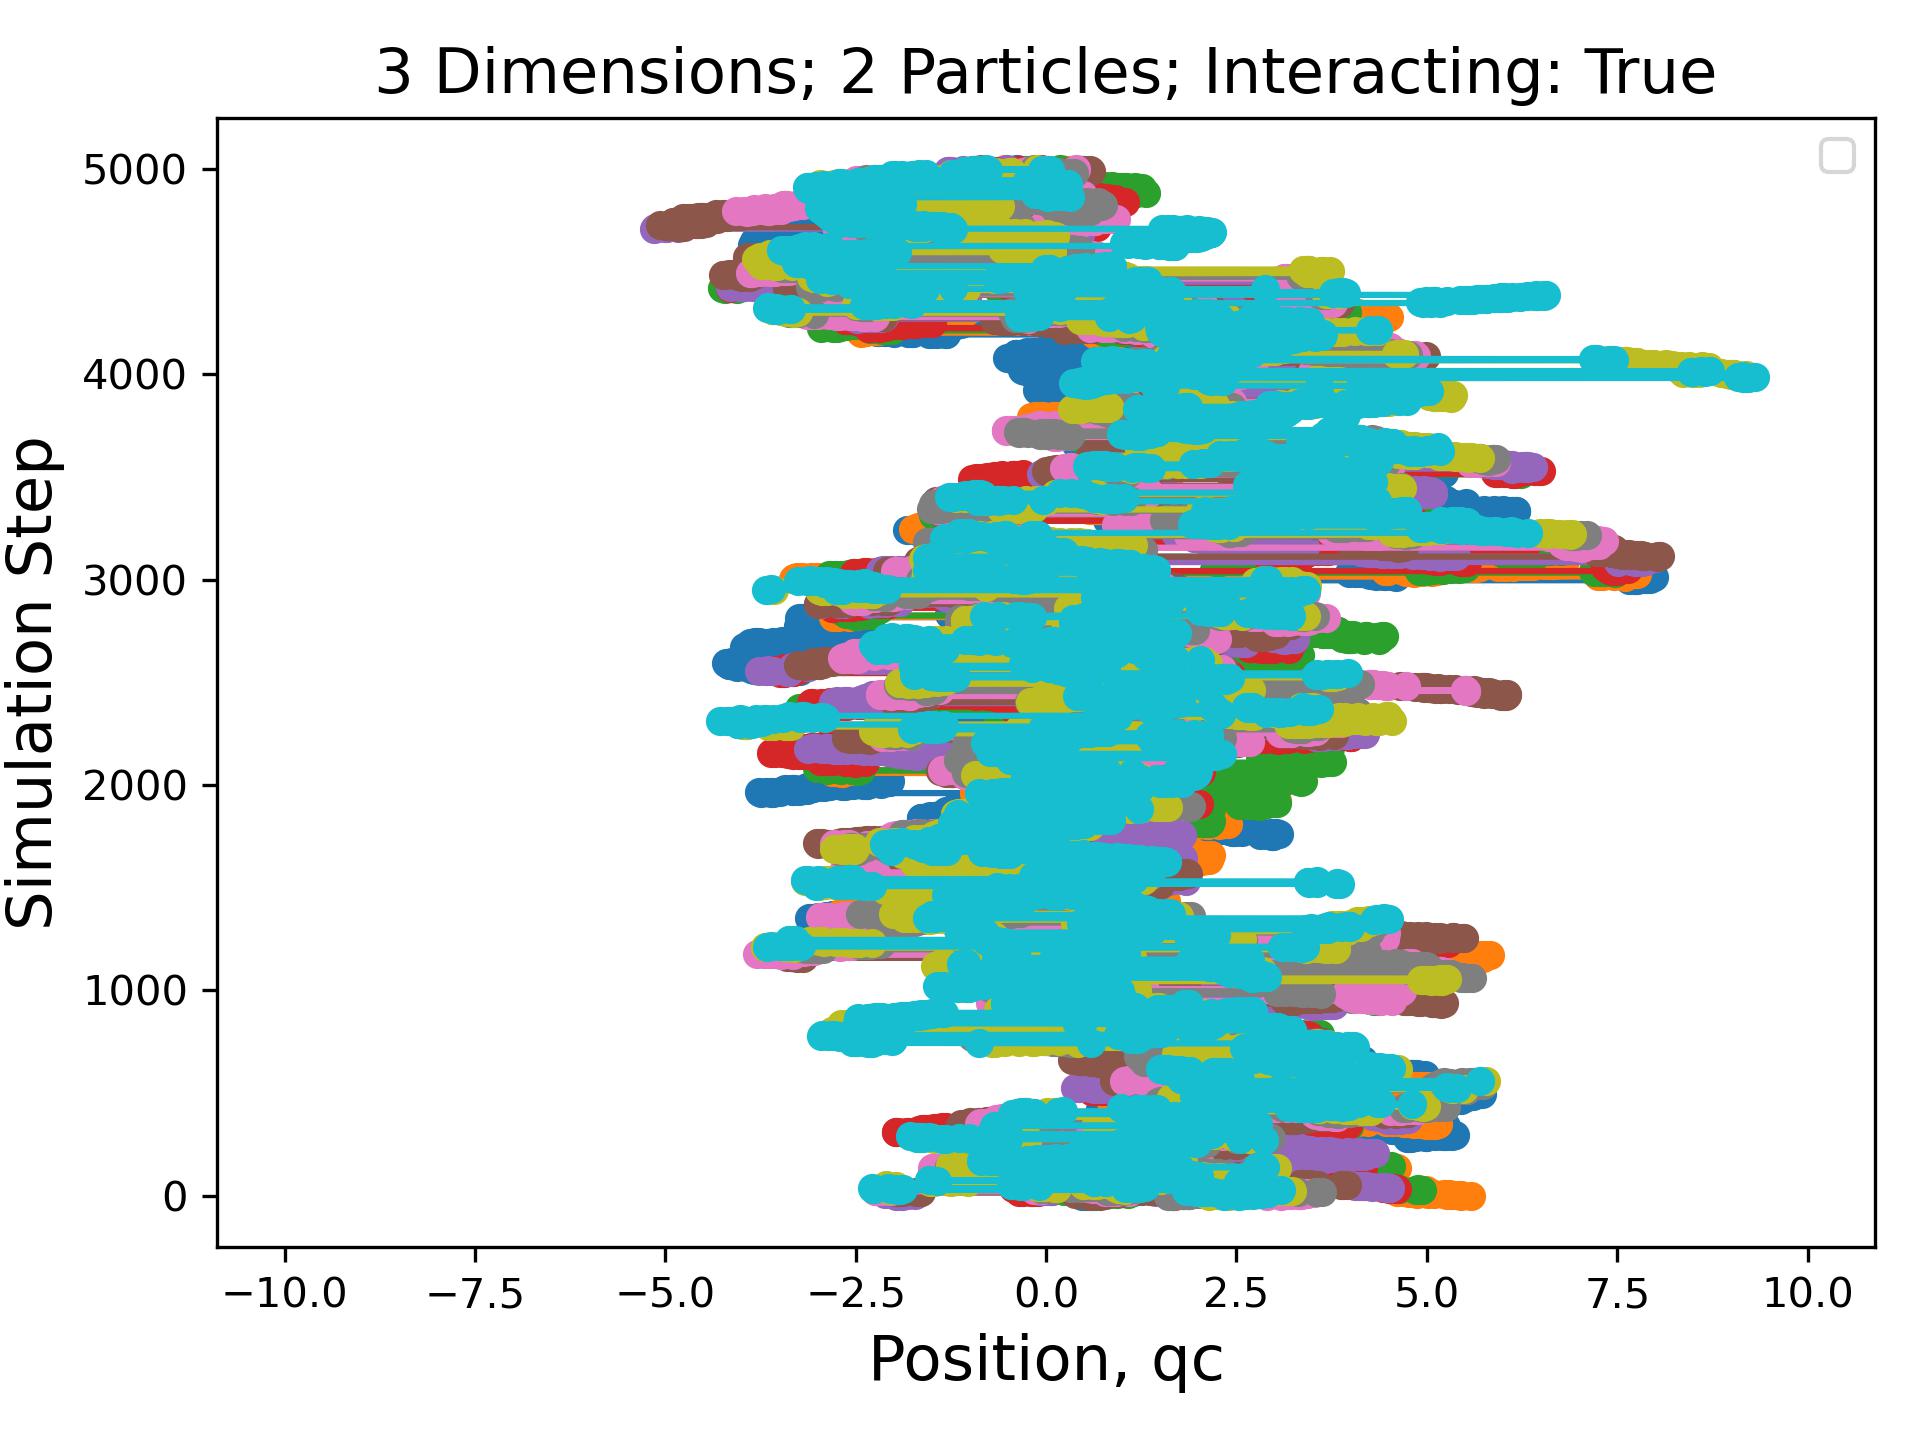 3 Dimensions; 2 Particles; Interacting: True
5000
4000
3000
2000
1000
0
Simulation Step
−10.0 −7.5 −5.0 −2.5 0.0 2.5 5.0 7.5 10.0
Position, qc